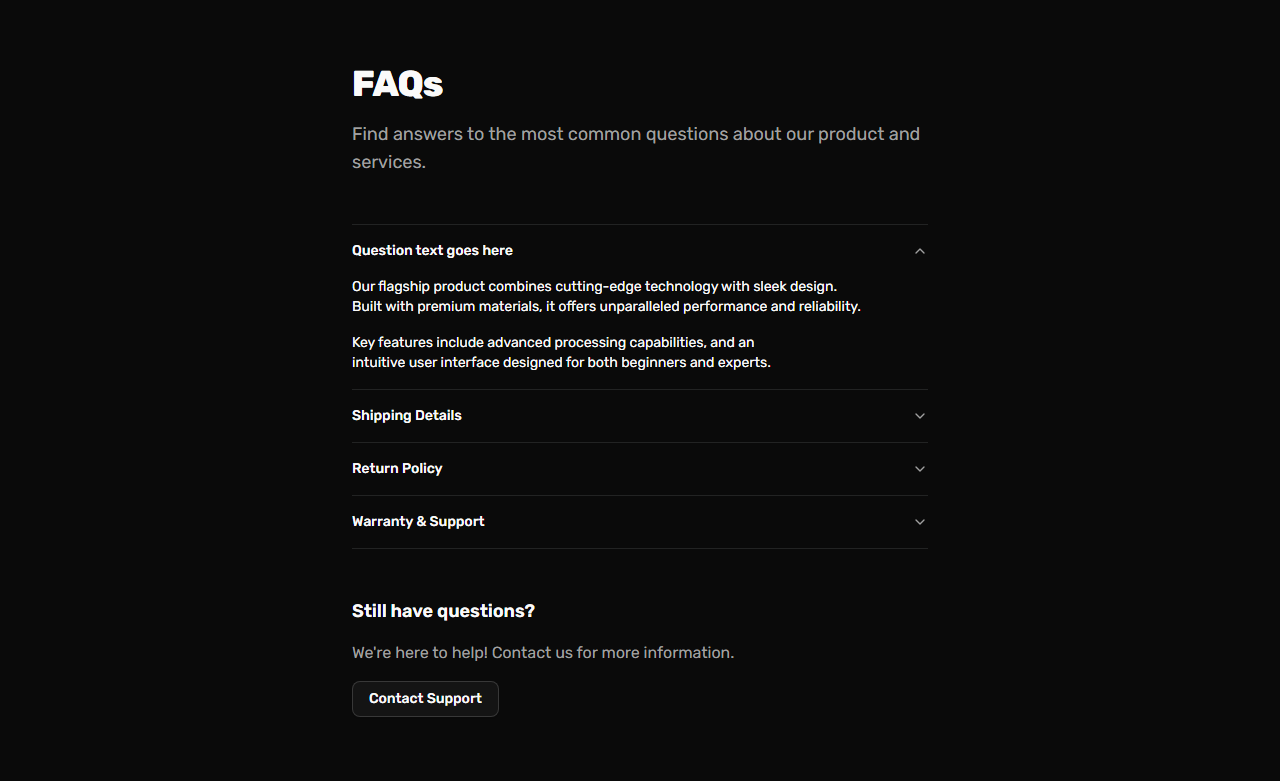 FAQs
Find answers to the most common questions about our product and
services.
Question text goes here
Our flagship product combines cutting-edge technology with sleek design.
Built with premium materials, it offers unparalleled performance and reliability.
Key features include advanced processing capabilities, and an
intuitive user interface designed for both beginners and experts.
Shipping Details
Return Policy
Warranty & Support
Still have questions?
We're here to help! Contact us for more information.
Contact Support